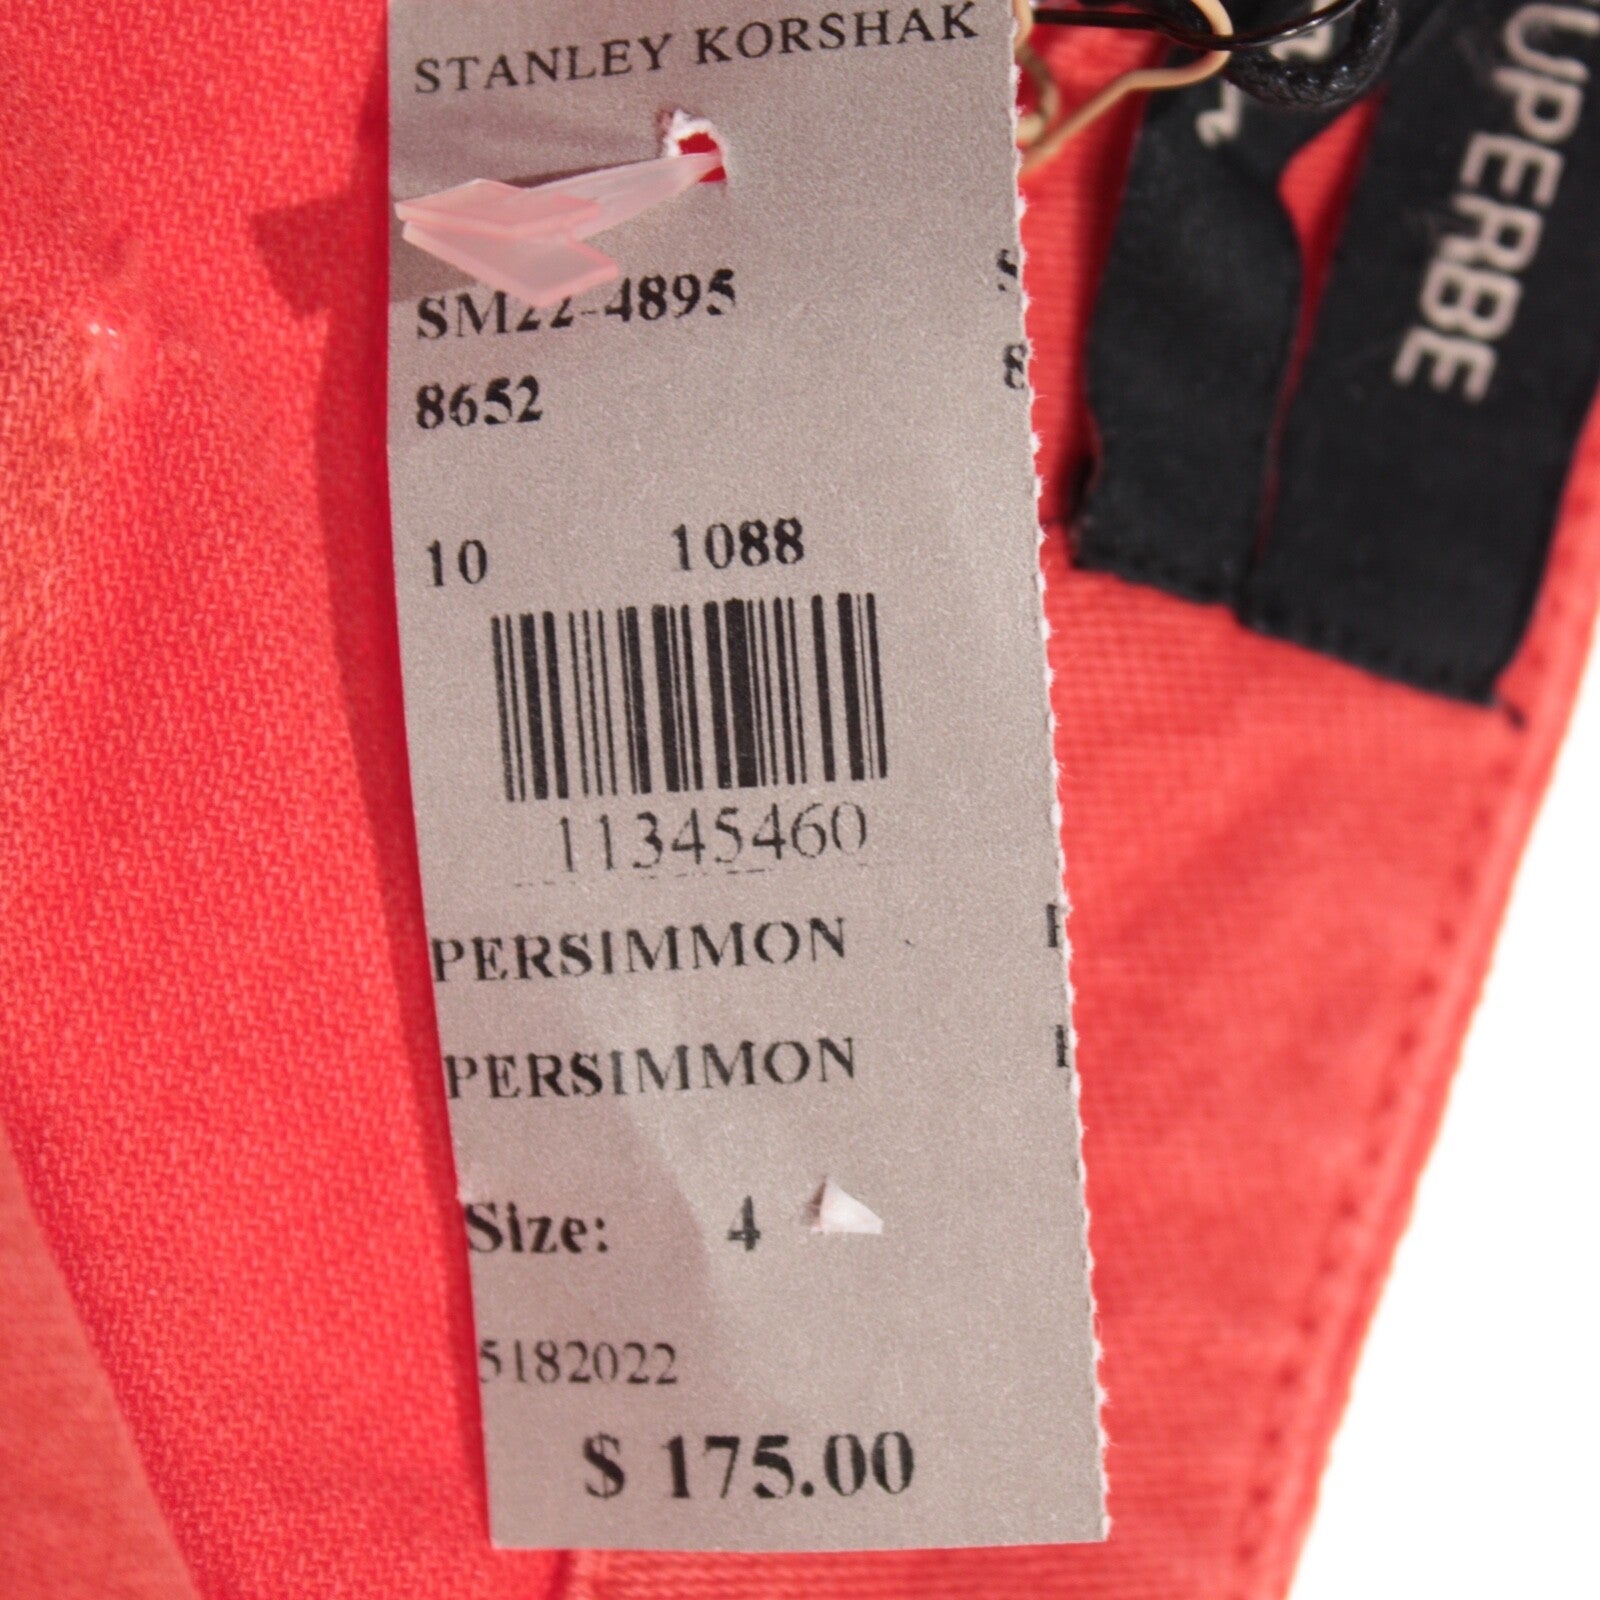 STANLEY KORSHAK
SM22-4895
8652
10 1088
11345460
PERSIMMON
PERSIMMON
Size: 4
5182022
$ 175.00
UPERBE